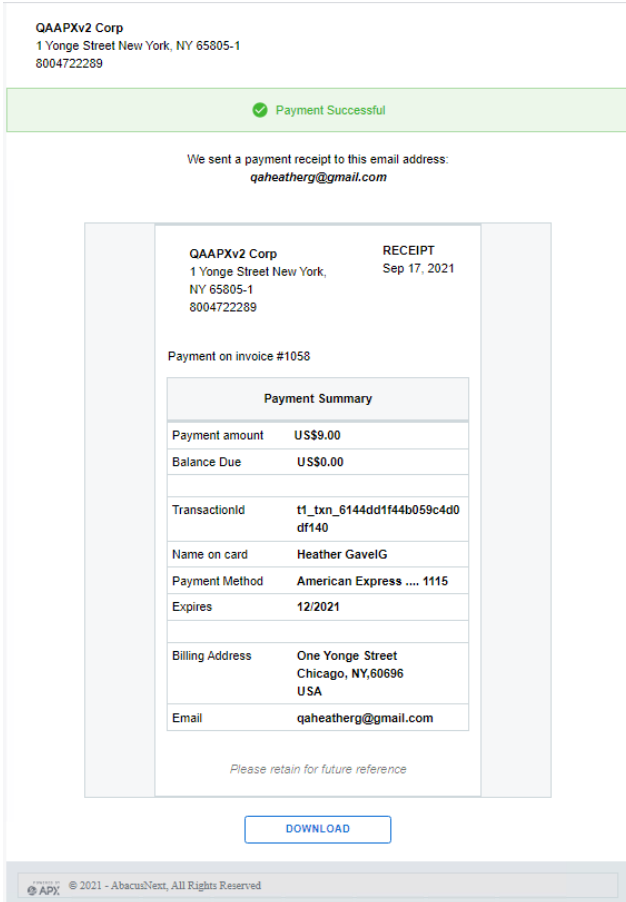 QAAPXv2 Corp
1 Yonge Street New York, NY 65805-1
8004722289
Payment Successful
We sent a payment receipt to this email address:
qaheatherg@gmail.com
QAAPXv2 Corp
1 Yonge Street New York,
NY 65805-1
8004722289
RECEIPT
Sep 17, 2021
Payment on invoice #1058
Payment Summary
Payment amount US$9.00
Balance Due US$0.00
TransactionId t1_txn_6144dd1f44b059c4d0
df140
Name on card Heather GavelG
Payment Method American Express .... 1115
Expires 12/2021
Billing Address One Yonge Street
Chicago, NY,60696
USA
Email qaheatherg@gmail.com
Please retain for future reference
DOWNLOAD
POWERED BY
APX © 2021 - AbacusNext, All Rights Reserved